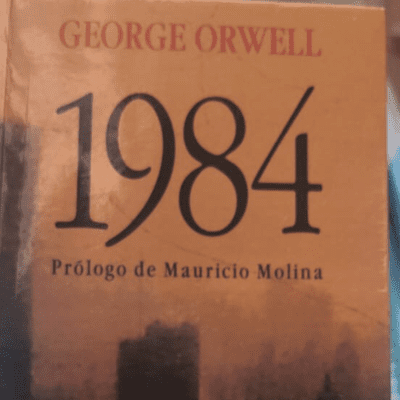 GEORGE ORWELL
1984
Prólogo de Mauricio Molina